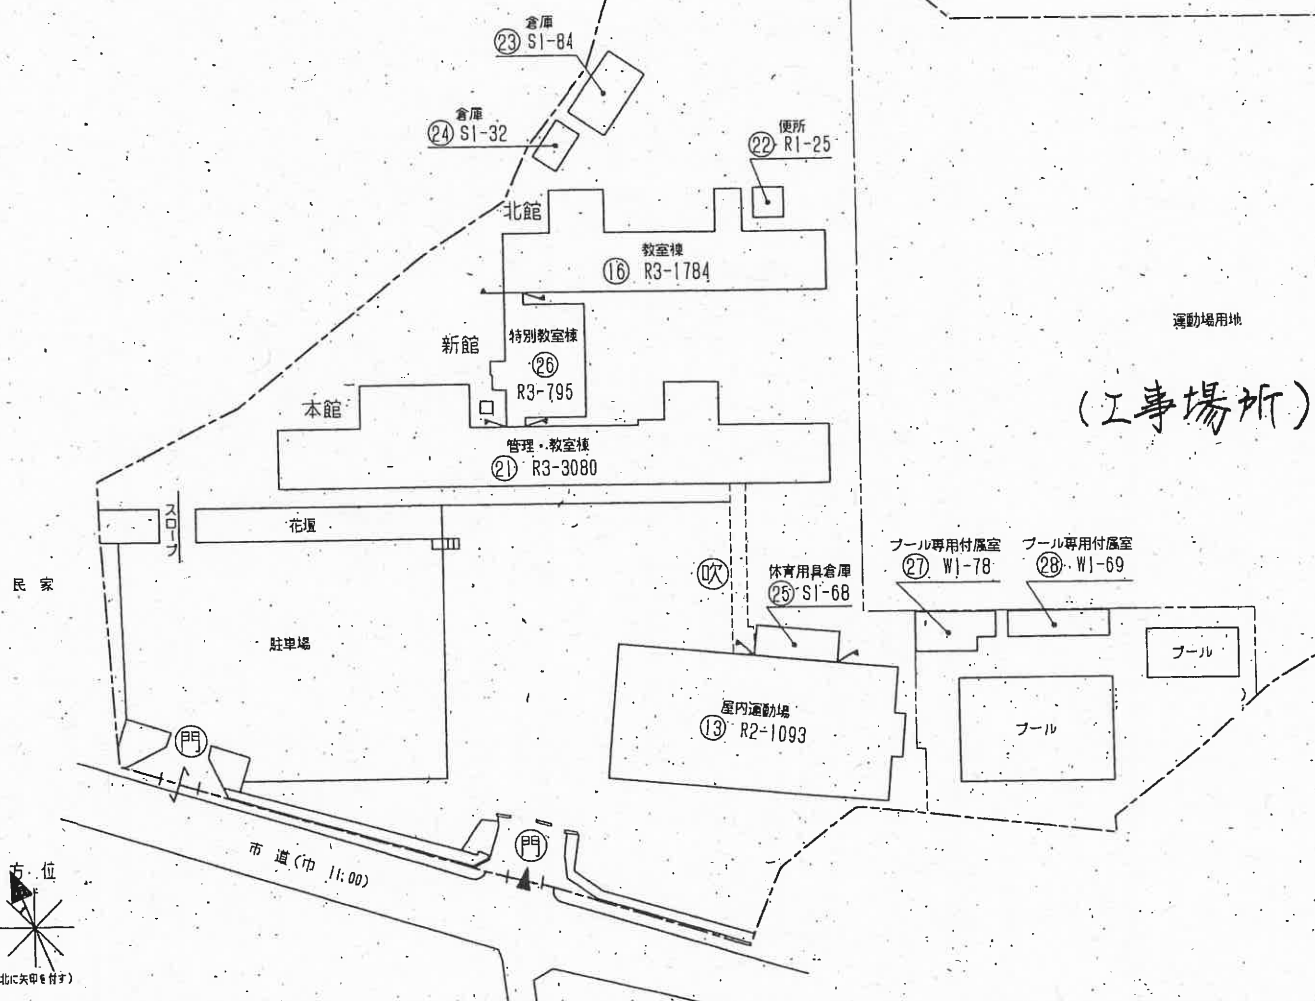 倉庫
㉓ S1-84
倉庫
㉔ S1-32
便所
㉒ R1-25
北館
教室棟
⑯ R3-1784
運動場用地
新館
特別教室棟
㉖
R3-795
(工事場所)
本館
管理・教室棟
㉑ R3-3080
スロープ
花壇
民家
吹
体育用具倉庫
㉕ S1-68
プール専用付属室
㉗ W1-78
プール専用付属室
㉘ W1-69
駐車場
プール
プール
屋内運動場
⑬ R2-1093
門
門
市道(巾 11.00)
方位
北に矢印を付す)